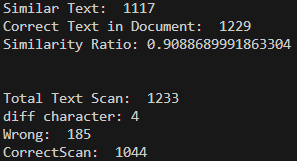 Similar Text:  1117
Correct Text in Document:  1229
Similarity Ratio: 0.9088689991863304
Total Text Scan:  1233
diff character: 4
Wrong:  185
CorrectScan:  1044